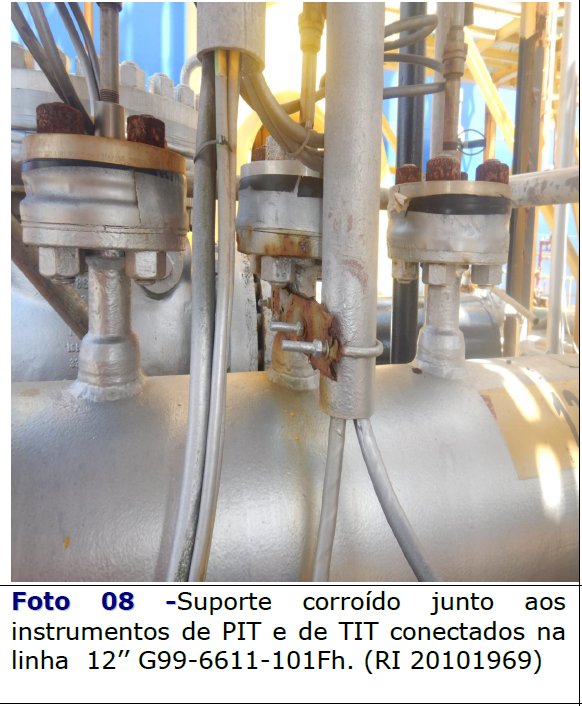 Foto 08 -Suporte corroído junto aos
instrumentos de PIT e de TIT conectados na
linha 12’’ G99-6611-101Fh. (RI 20101969)